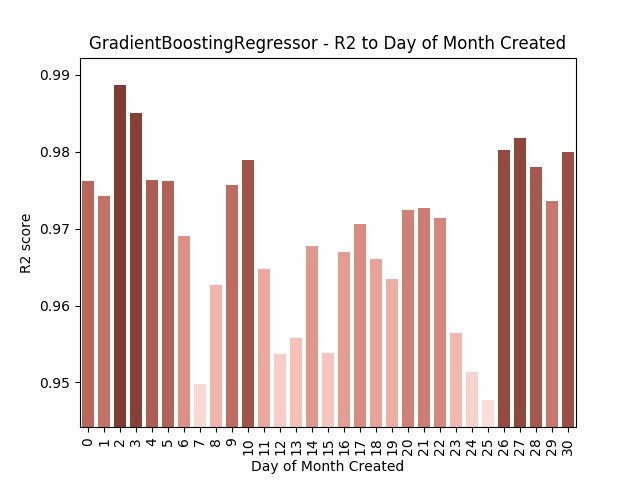 GradientBoostingRegressor - R2 to Day of Month Created
0.99
0.98
0.97
0.96
0.95
R2 score
0 1 2 3 4 5 6 7 8 9 10 11 12 13 14 15 16 17 18 19 20 21 22 23 24 25 26 27 28 29 30
Day of Month Created